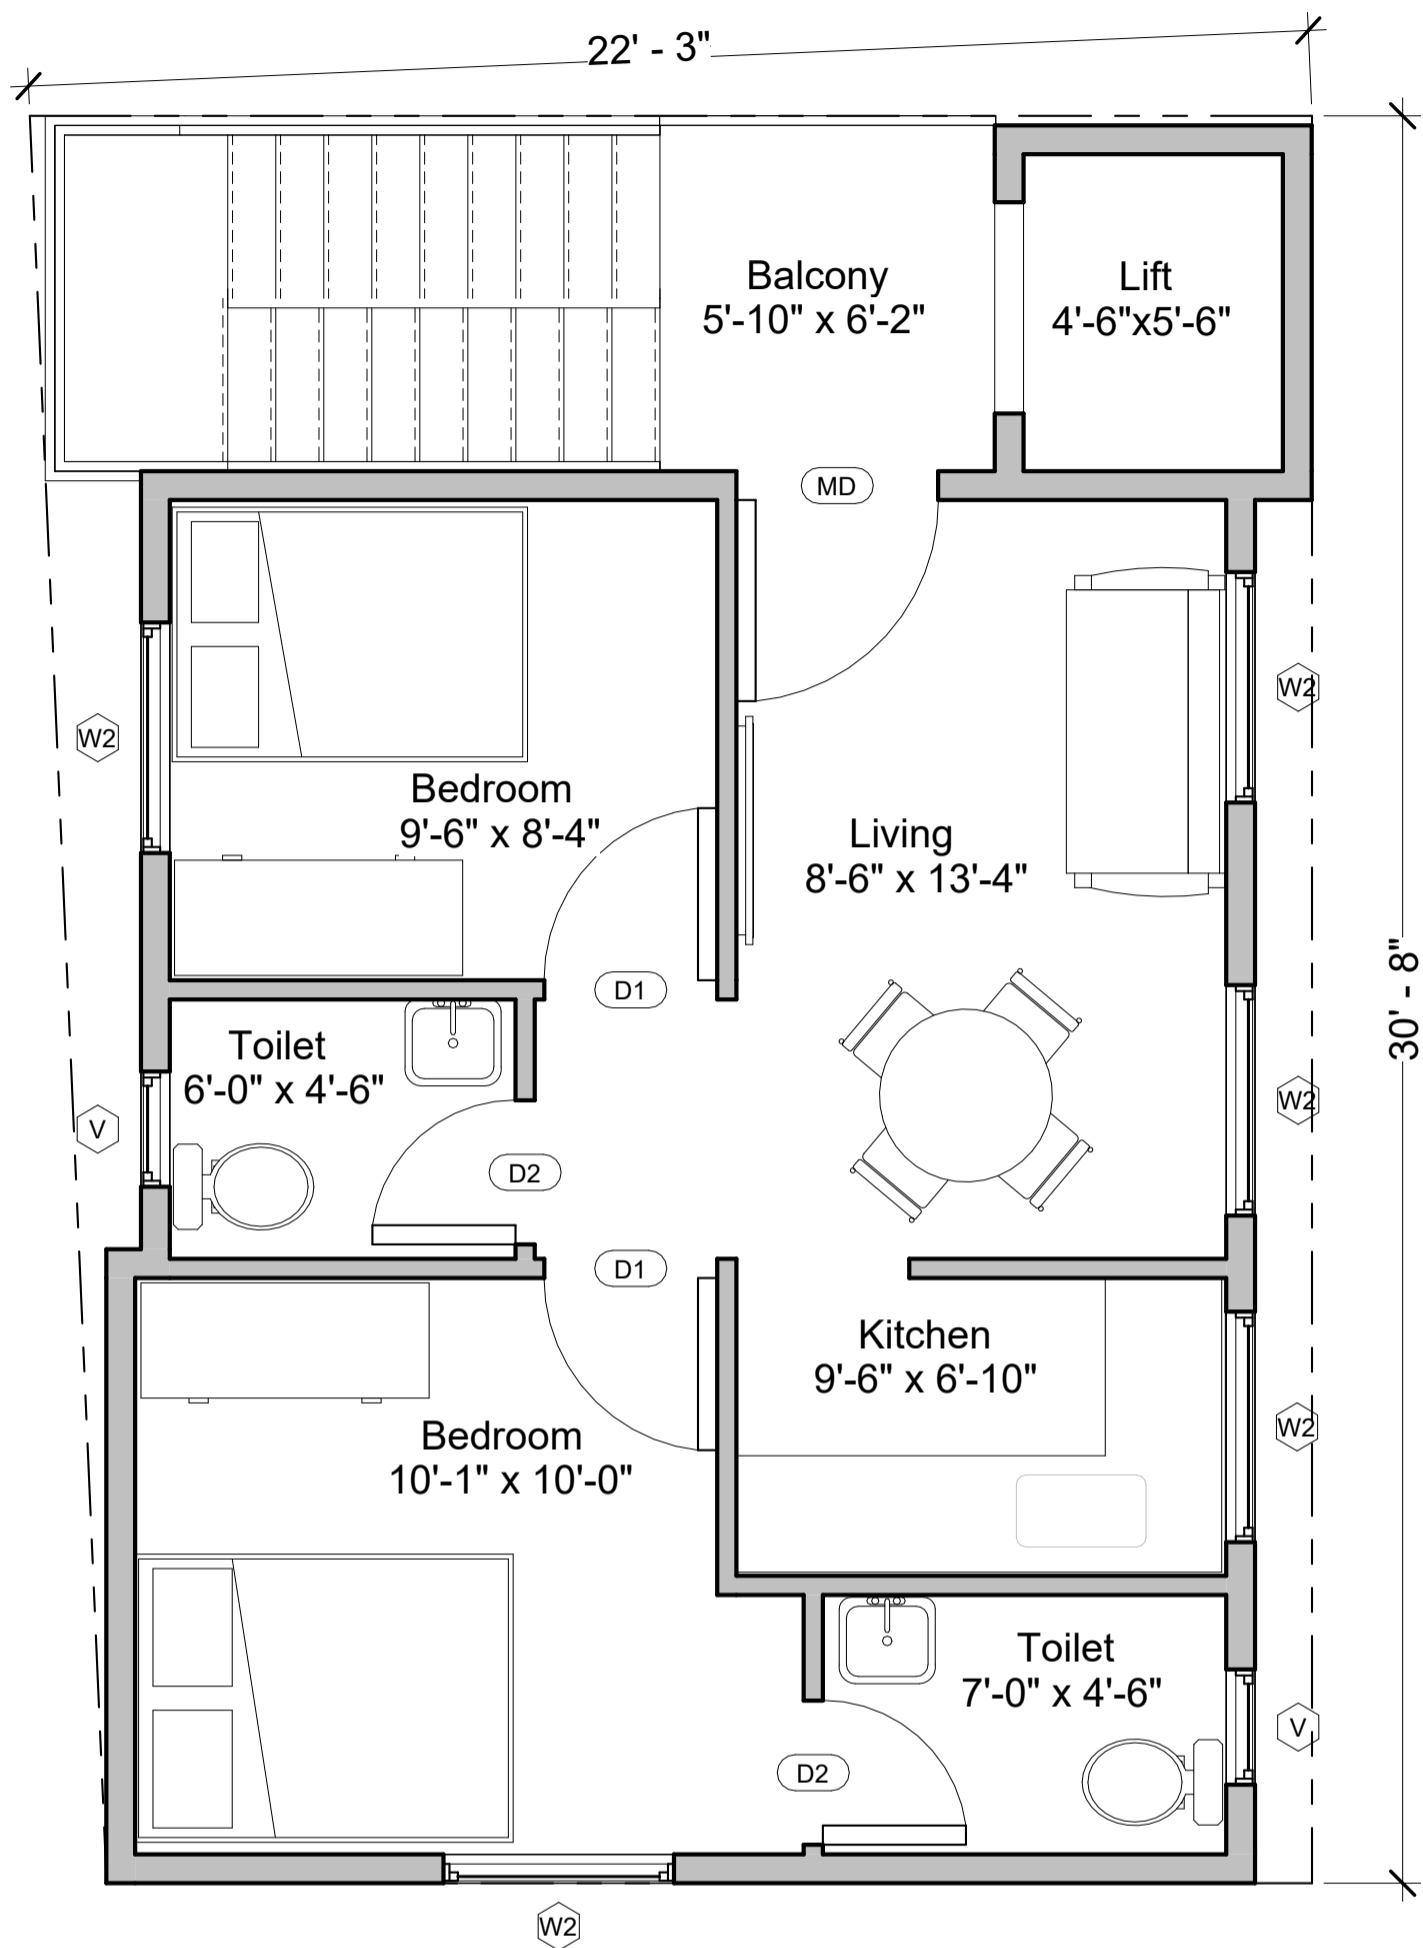 22' - 3"
Balcony
5'-10" x 6'-2"
Lift
4'-6"x5'-6"
MD
W2
W2
Bedroom
9'-6" x 8'-4"
Living
8'-6" x 13'-4"
30' - 8"
D1
Toilet
6'-0" x 4'-6"
V
W2
D2
D1
Kitchen
9'-6" x 6'-10"
W2
Bedroom
10'-1" x 10'-0"
Toilet
7'-0" x 4'-6"
V
D2
W2